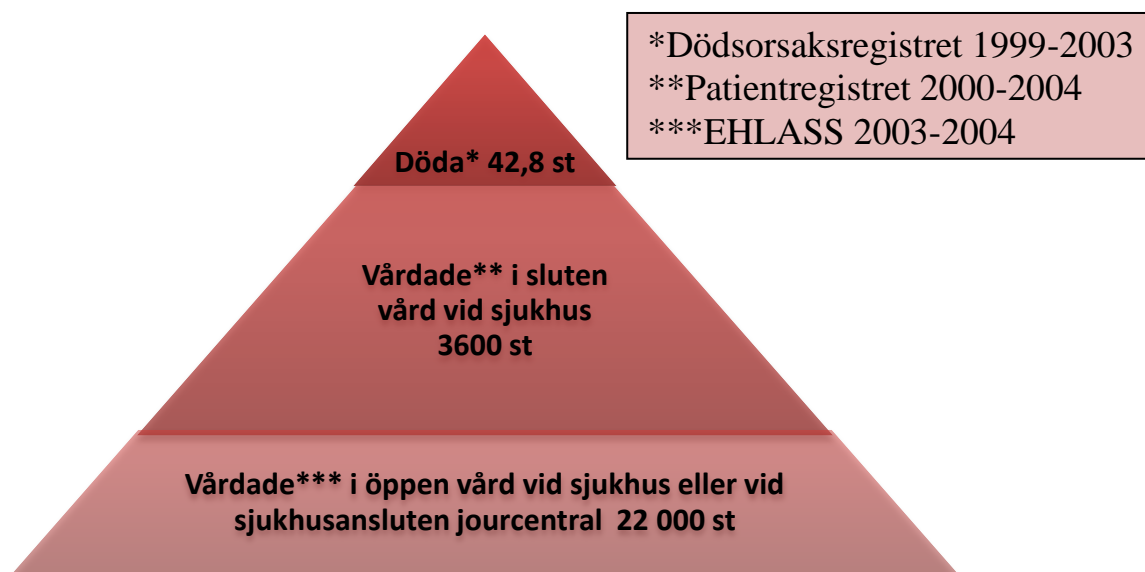 *Dödsorsaksregistret 1999-2003
**Patientregistret 2000-2004
***EHLASS 2003-2004
Döda* 42,8 st
Vårdade** i sluten
vård vid sjukhus
3600 st
Vårdade*** i öppen vård vid sjukhus eller vid
sjukhusansluten jourcentral 22 000 st